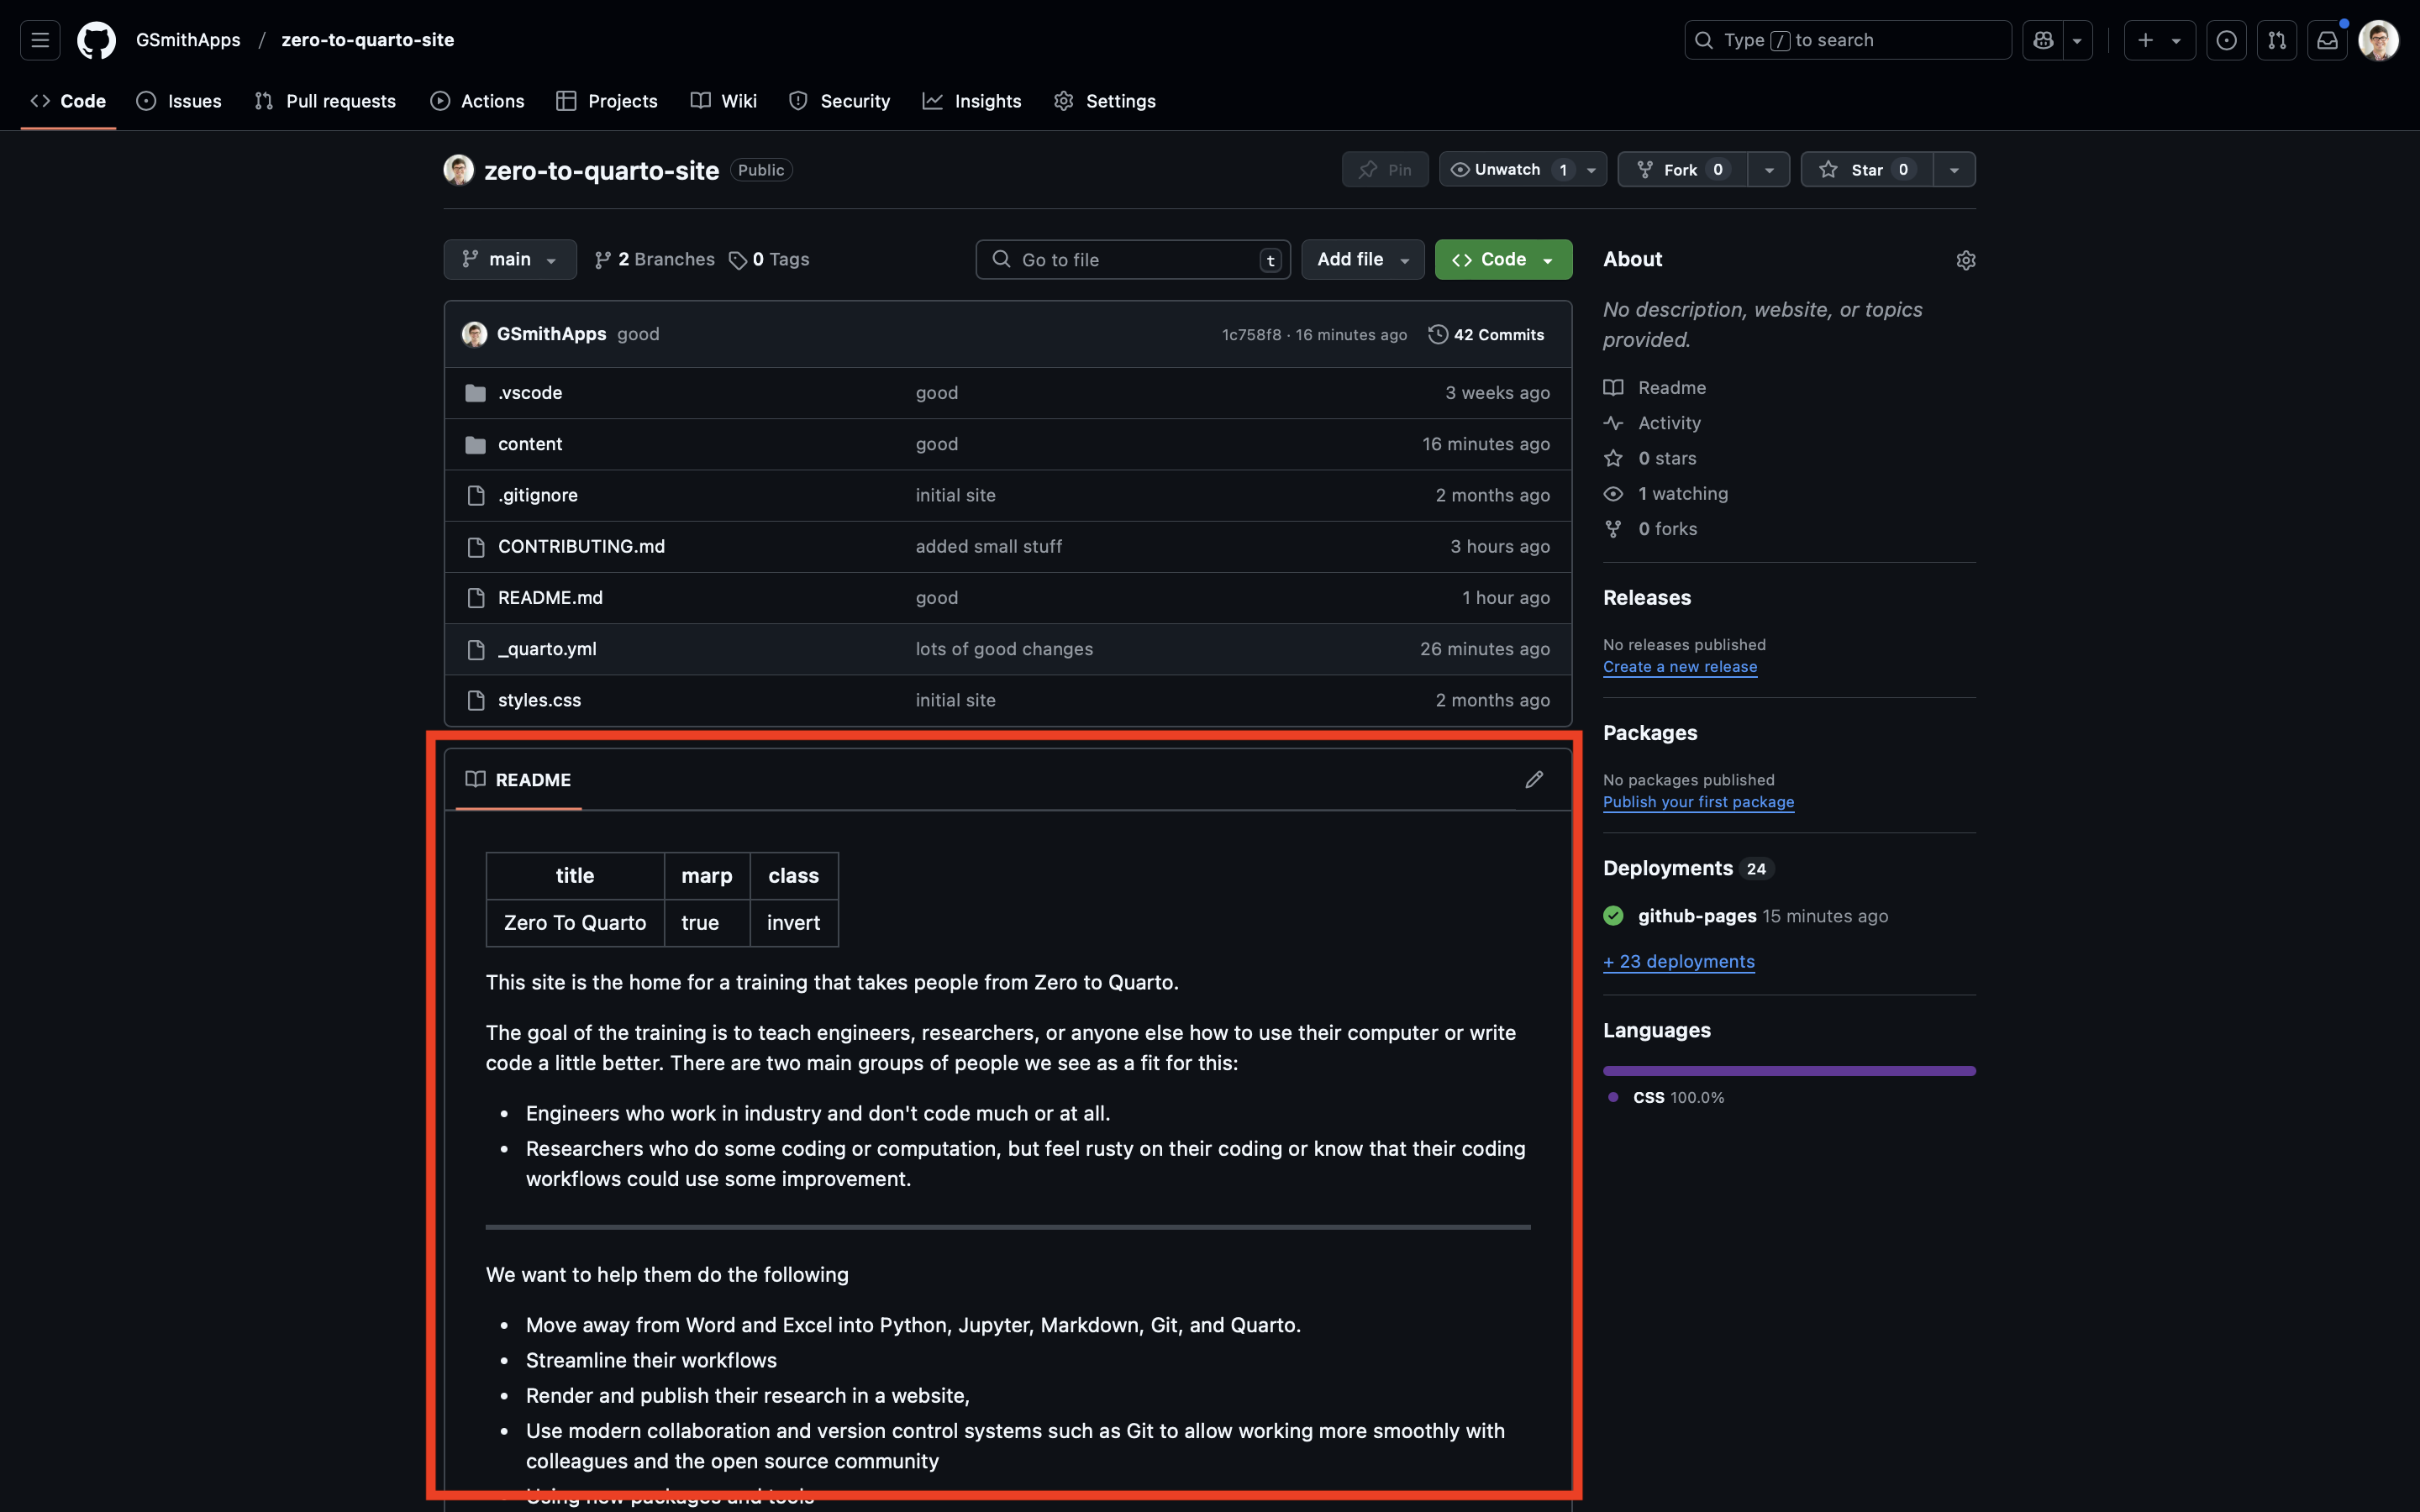 GSmithApps / zero-to-quarto-site
Type / to search
Code
Issues
Pull requests
Actions
Projects
Wiki
Security
Insights
Settings
zero-to-quarto-site Public
Pin
Unwatch 1
Fork 0
Star 0
main
2 Branches
0 Tags
Go to file t
Add file
<> Code
GSmithApps good 1c758f8 · 16 minutes ago 42 Commits
.vscode good 3 weeks ago
content good 16 minutes ago
.gitignore initial site 2 months ago
CONTRIBUTING.md added small stuff 3 hours ago
README.md good 1 hour ago
_quarto.yml lots of good changes 26 minutes ago
styles.css initial site 2 months ago
README
title marp class
Zero To Quarto true invert
This site is the home for a training that takes people from Zero to Quarto.
The goal of the training is to teach engineers, researchers, or anyone else how to use their computer or write
code a little better. There are two main groups of people we see as a fit for this:
• Engineers who work in industry and don't code much or at all.
• Researchers who do some coding or computation, but feel rusty on their coding or know that their coding
workflows could use some improvement.
We want to help them do the following
• Move away from Word and Excel into Python, Jupyter, Markdown, Git, and Quarto.
• Streamline their workflows
• Render and publish their research in a website,
• Use modern collaboration and version control systems such as Git to allow working more smoothly with
colleagues and the open source community
• Using new packages and tools
About
No description, website, or topics
provided.
Readme
Activity
0 stars
1 watching
0 forks
Releases
No releases published
Create a new release
Packages
No packages published
Publish your first package
Deployments 24
github-pages 15 minutes ago
+ 23 deployments
Languages
CSS 100.0%